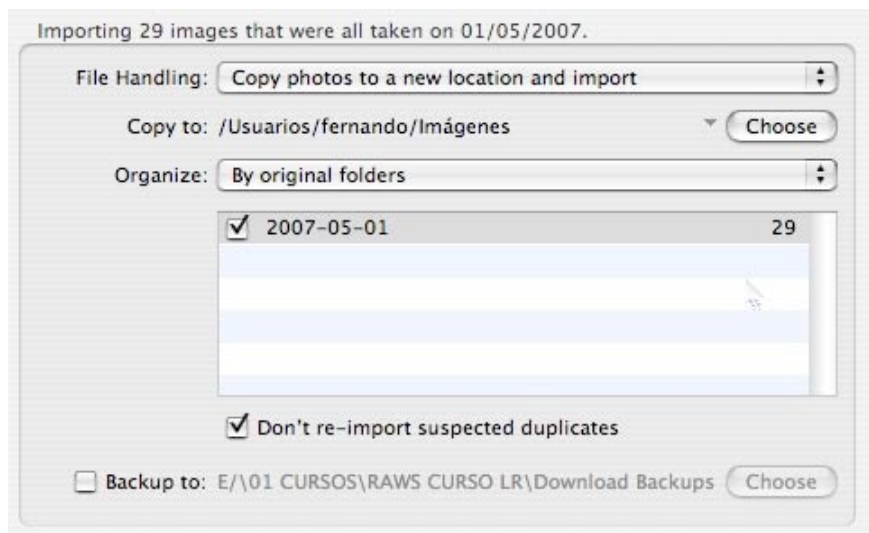 Importing 29 images that were all taken on 01/05/2007.
File Handling: Copy photos to a new location and import
Copy to: /Usuarios/fernando/Imágenes Choose
Organize: By original folders
2007-05-01 29
Don't re-import suspected duplicates
Backup to: E/\01 CURSOS\RAWS CURSO LR\Download Backups Choose